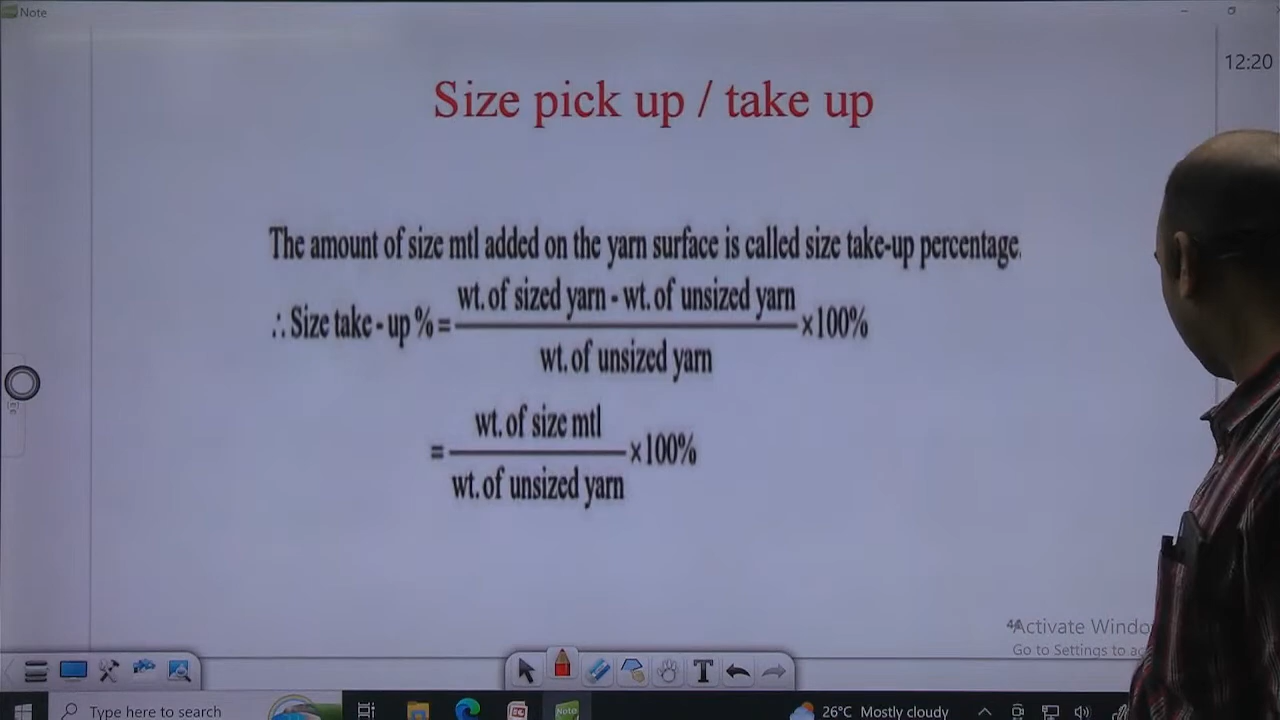 Note
12:20
Size pick up / take up
The amount of size mtl added on the yarn surface is called size take-up percentage.
∴ Size take - up % = wt. of sized yarn - wt. of unsized yarn ×100%
wt. of unsized yarn
= wt. of size mtl ×100%
wt. of unsized yarn
Activate Windo
Go to Settings to ac
T
Type here to search
Note
26°C Mostly cloudy